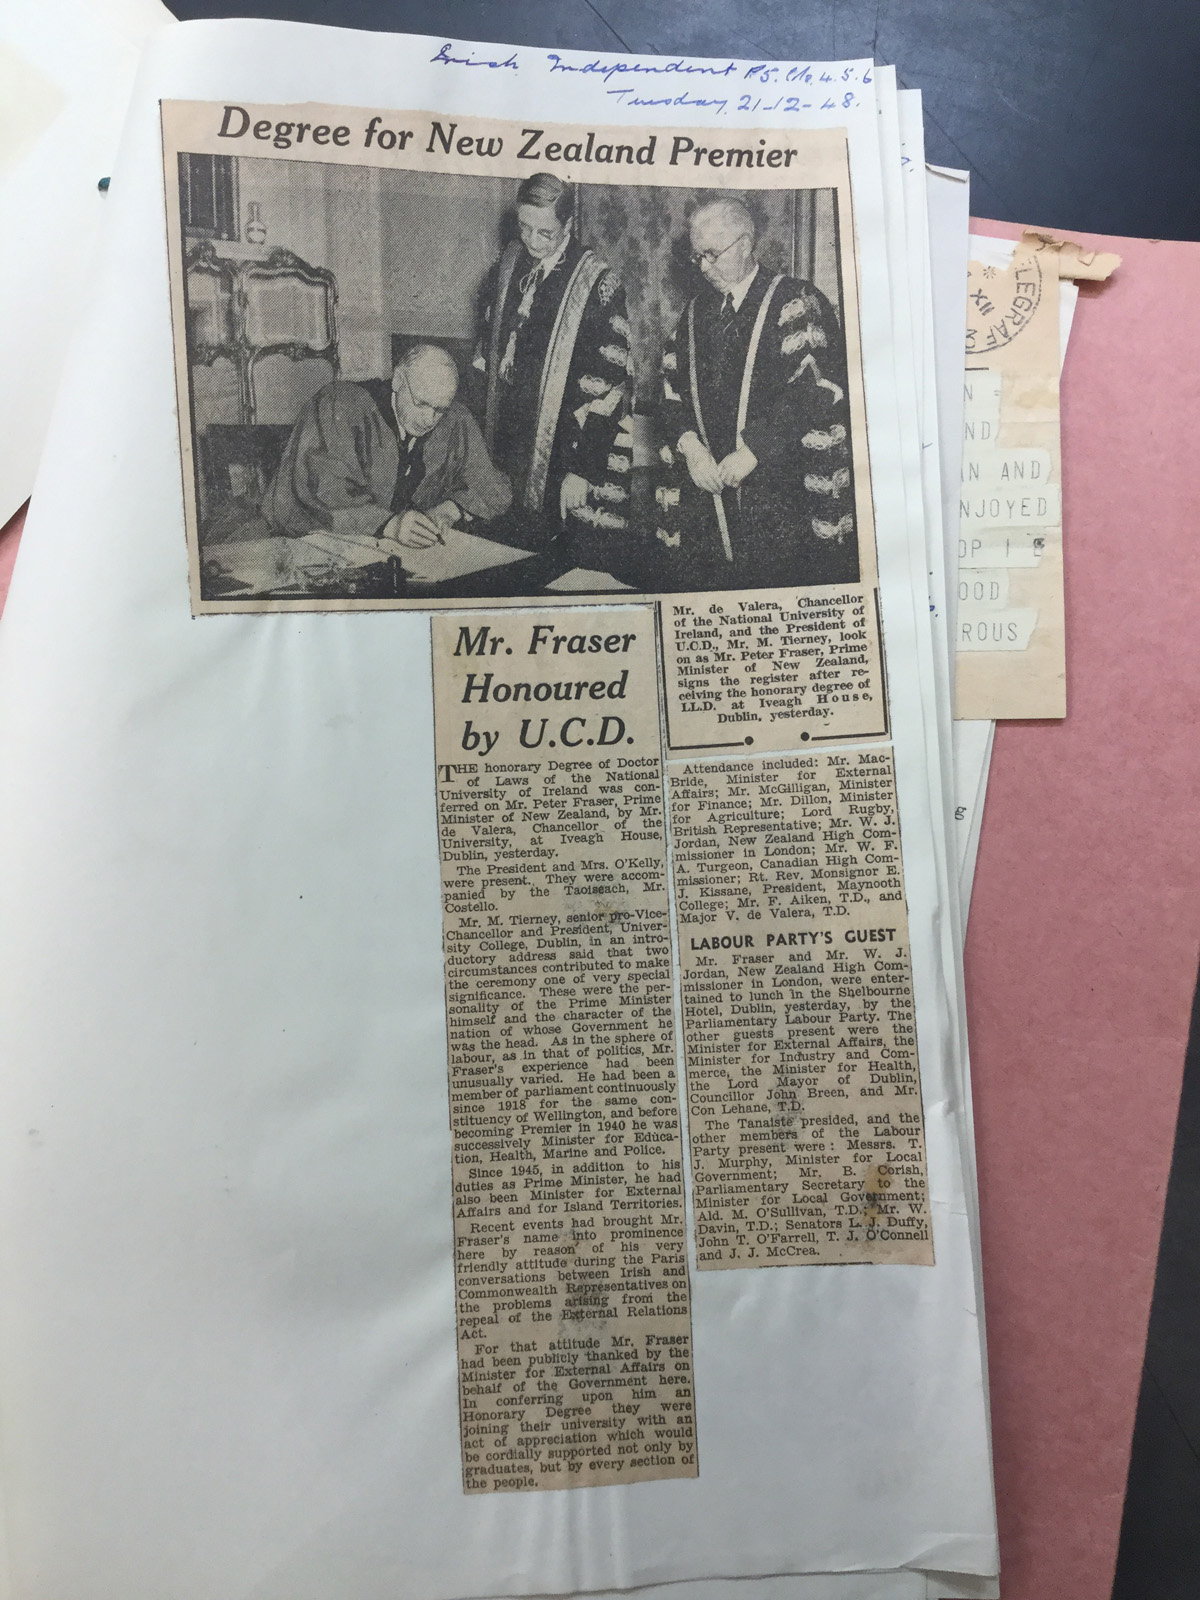 Irish Independent P5. Cls. 4. 5. 6
Tuesday 21-12-48.
Degree for New Zealand Premier
Mr. de Valera, Chancellor
of the National University of
Ireland, and the President of
U.C.D., Mr. M. Tierney, look
on as Mr. Peter Fraser, Prime
Minister of New Zealand,
signs the register after re-
ceiving the honorary degree of
LL.D. at Iveagh House,
Dublin, yesterday.
Mr. Fraser
Honoured
by U.C.D.
THE honorary Degree of Doctor
of Laws of the National
University of Ireland was con-
ferred on Mr. Peter Fraser, Prime
Minister of New Zealand, by Mr.
de Valera, Chancellor of the
University, at Iveagh House,
Dublin, yesterday.
The President and Mrs. O'Kelly,
were present. They were accom-
panied by the Taoiseach, Mr.
Costello.
Mr. M. Tierney, senior pro-Vice-
Chancellor and President, Univer-
sity College, Dublin, in an intro-
ductory address said that two
circumstances contributed to make
the ceremony one of very special
significance. These were the per-
sonality of the Prime Minister
himself and the character of the
nation of whose Government he
was the head. As in the sphere of
labour, as in that of politics, Mr.
Fraser's experience had been
unusually varied. He had been a
member of parliament continuously
since 1918 for the same con-
stituency of Wellington, and before
becoming Premier in 1940 he was
successively Minister for Educa-
tion, Health, Marine and Police.
Since 1945, in addition to his
duties as Prime Minister, he had
also been Minister for External
Affairs and for Island Territories.
Recent events had brought Mr.
Fraser's name into prominence
here by reason of his very
friendly attitude during the Paris
conversations between Irish and
Commonwealth Representatives on
the problems arising from the
repeal of the External Relations
Act.
For that attitude Mr. Fraser
had been publicly thanked by the
Minister for External Affairs on
behalf of the Government here.
In conferring upon him an
Honorary Degree they were
joining their university with an
act of appreciation which would
be cordially supported not only by
graduates, but by every section of
the people.
Attendance included: Mr. Mac-
Bride, Minister for External
Affairs; Mr. McGilligan, Minister
for Finance; Mr. Dillon, Minister
for Agriculture; Lord Rugby,
British Representative; Mr. W. J.
Jordan, New Zealand High Com-
missioner in London; Mr. W. F.
A. Turgeon, Canadian High Com-
missioner; Rt. Rev. Monsignor E.
J. Kissane, President, Maynooth
College; Mr. F. Aiken, T.D., and
Major V. de Valera, T.D.
LABOUR PARTY'S GUEST
Mr. Fraser and Mr. W. J.
Jordan, New Zealand High Com-
missioner in London, were enter-
tained to lunch in the Shelbourne
Hotel, Dublin, yesterday, by the
Parliamentary Labour Party. The
other guests present were the
Minister for External Affairs, the
Minister for Industry and Com-
merce, the Minister for Health,
the Lord Mayor of Dublin,
Councillor John Breen, and Mr.
Con Lehane, T.D.
The Tanaiste presided, and the
other members of the Labour
Party present were: Messrs. T.
J. Murphy, Minister for Local
Government; Mr. B. Corish,
Parliamentary Secretary to the
Minister for Local Government;
Ald. M. O'Sullivan, T.D.; Mr. W.
Davin, T.D.; Senators L. J. Duffy,
John T. O'Farrell, T. J. O'Connell
and J. J. McCrea.
LEGRAF
XII
N =
ND
AN AND
NJOYED
OP I
OOD
ROUS